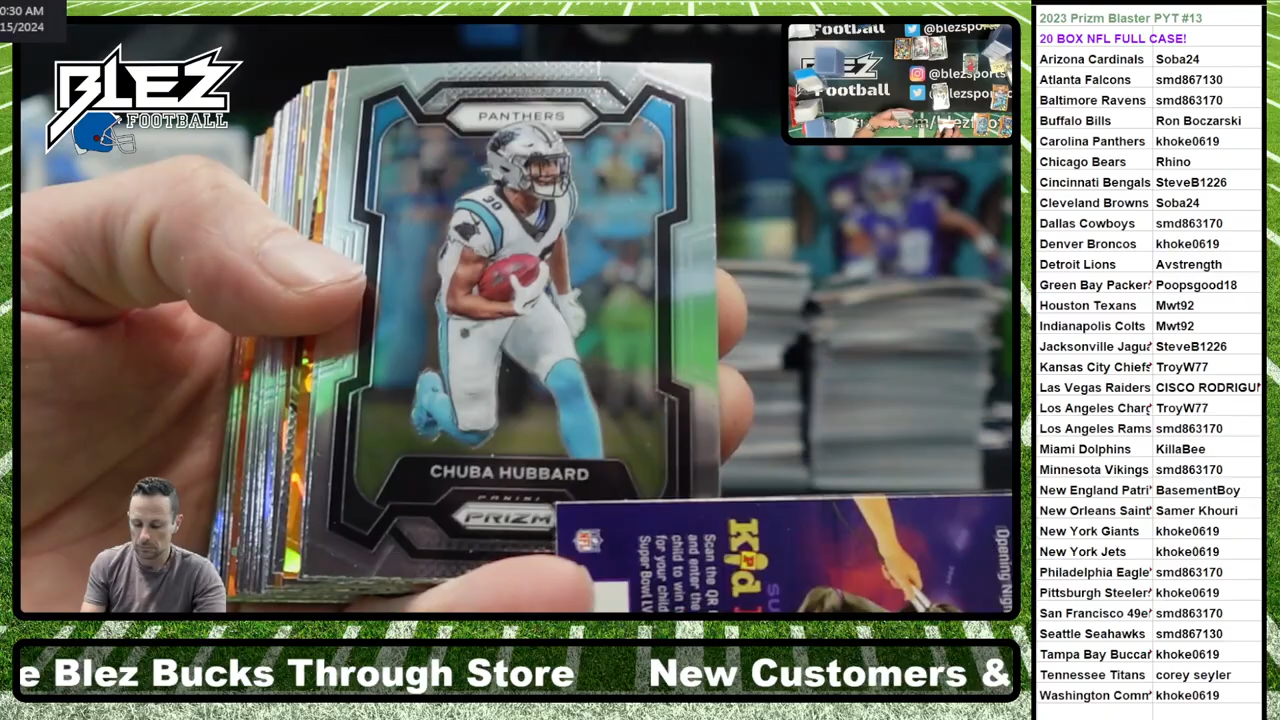 0:30 AM
15/2024
BLEZ
FOOTBALL
Football
@blezsports
Football
PANTHERS
30
CHUBA HUBBARD
PANINI
PRIZM
NFL
Scan the QR
and enter the
child to win
for your child
Super Bowl LV
Kid
Opening Nigh
e Blez Bucks Through Store New Customers &
2023 Prizm Blaster PYT #13
20 BOX NFL FULL CASE!
Arizona Cardinals Soba24
Atlanta Falcons smd867130
Baltimore Ravens smd863170
Buffalo Bills Ron Boczarski
Carolina Panthers khoke0619
Chicago Bears Rhino
Cincinnati Bengals SteveB1226
Cleveland Browns Soba24
Dallas Cowboys smd863170
Denver Broncos khoke0619
Detroit Lions Avstrength
Green Bay Packer Poopsgood18
Houston Texans Mwt92
Indianapolis Colts Mwt92
Jacksonville Jagua SteveB1226
Kansas City Chiefs TroyW77
Las Vegas Raiders CISCO RODRIGU
Los Angeles Charg TroyW77
Los Angeles Rams smd863170
Miami Dolphins KillaBee
Minnesota Vikings smd863170
New England Patri BasementBoy
New Orleans Saint Samer Khouri
New York Giants khoke0619
New York Jets khoke0619
Philadelphia Eagle smd863170
Pittsburgh Steeler khoke0619
San Francisco 49e smd863170
Seattle Seahawks smd867130
Tampa Bay Buccar khoke0619
Tennessee Titans corey seyler
Washington Comm khoke0619